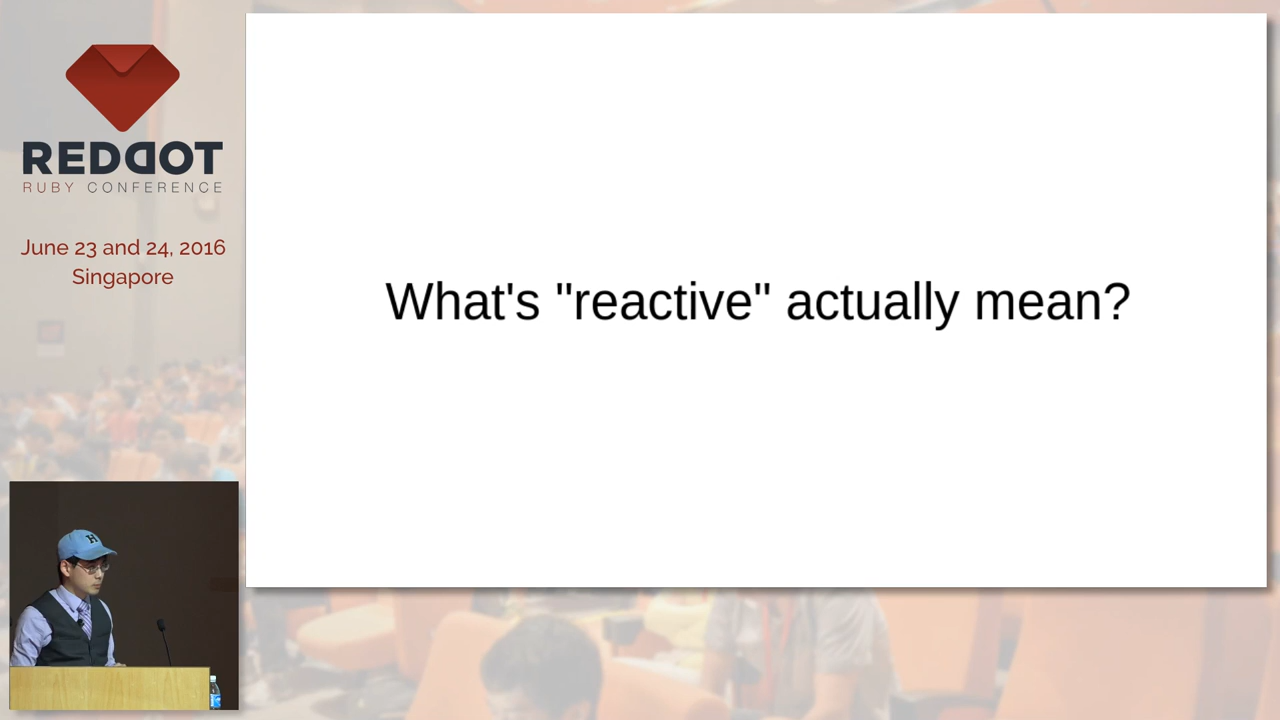 REDDOT
RUBY CONFERENCE
June 23 and 24, 2016
Singapore
What's "reactive" actually mean?
H